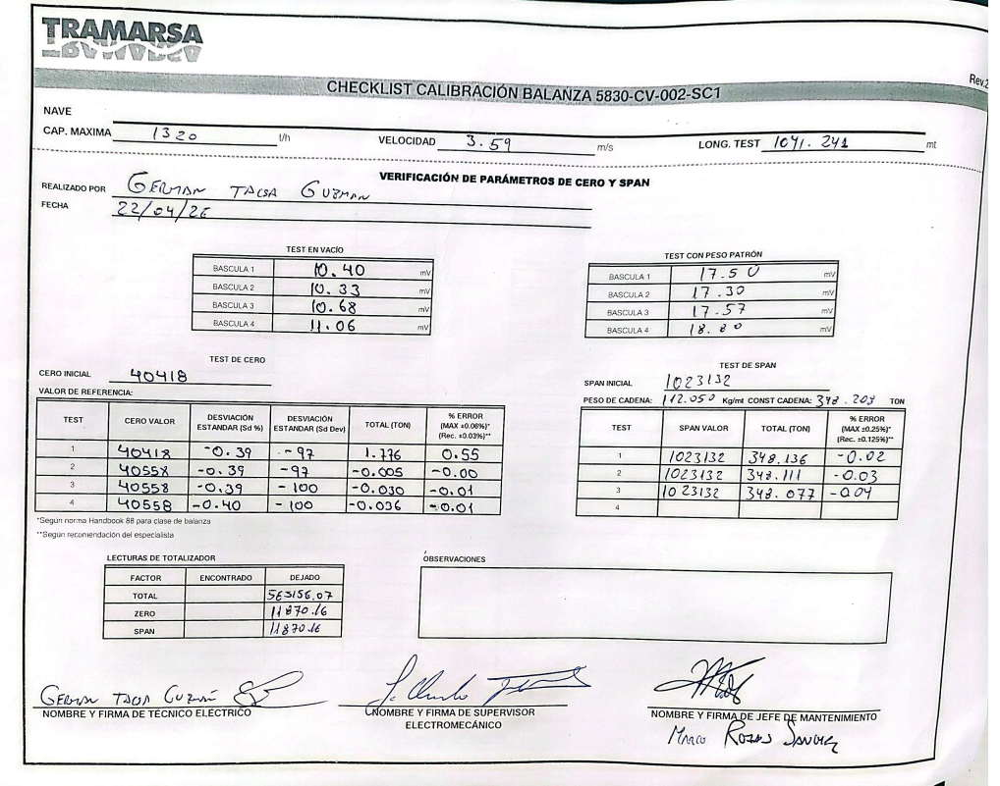 TRAMARSA
Rev.2
CHECKLIST CALIBRACIÓN BALANZA 5830-CV-002-SC1
NAVE
CAP. MAXIMA 1320 t/h VELOCIDAD 3.59 m/s LONG. TEST 1041.241 mt
VERIFICACIÓN DE PARÁMETROS DE CERO Y SPAN
REALIZADO POR GERMAN TACSA GUZMAN
FECHA 22/04/26
TEST EN VACÍO
BASCULA 1 10.40 mV
BASCULA 2 10.33 mV
BASCULA 3 10.68 mV
BASCULA 4 11.06 mV
TEST CON PESO PATRÓN
BASCULA 1 17.50 mV
BASCULA 2 17.30 mV
BASCULA 3 17.57 mV
BASCULA 4 18.80 mV
TEST DE CERO
CERO INICIAL 40418
VALOR DE REFERENCIA:
TEST CERO VALOR DESVIACIÓN ESTANDAR (Sd %) DESVIACIÓN ESTANDAR (Sd Dev) TOTAL (TON) % ERROR (MAX ±0.06%)* (Rec. ±0.03%)**
1 40418 -0.39 -97 1.776 0.55
2 40558 -0.39 -97 -0.005 -0.00
3 40558 -0.39 -100 -0.030 -0.01
4 40558 -0.40 -100 -0.036 -0.01
*Según norma Handbook 88 para clase de balanza
**Según recomendación del especialista
TEST DE SPAN
SPAN INICIAL 1023132
PESO DE CADENA: 112.050 Kg/mt CONST CADENA: 348.203 TON
TEST SPAN VALOR TOTAL (TON) % ERROR (MAX ±0.25%)* (Rec. ±0.125%)**
1 1023132 348.136 -0.02
2 1023132 348.111 -0.03
3 1023132 348.077 -0.04
4
LECTURAS DE TOTALIZADOR
FACTOR ENCONTRADO DEJADO
TOTAL 563156.07
ZERO 11870.16
SPAN 11870.16
OBSERVACIONES
GERMAN TACSA GUZMÁN
NOMBRE Y FIRMA DE TÉCNICO ELÉCTRICO
NOMBRE Y FIRMA DE SUPERVISOR
ELECTROMECÁNICO
NOMBRE Y FIRMA DE JEFE DE MANTENIMIENTO
MARCO ROJAS SANCHEZ